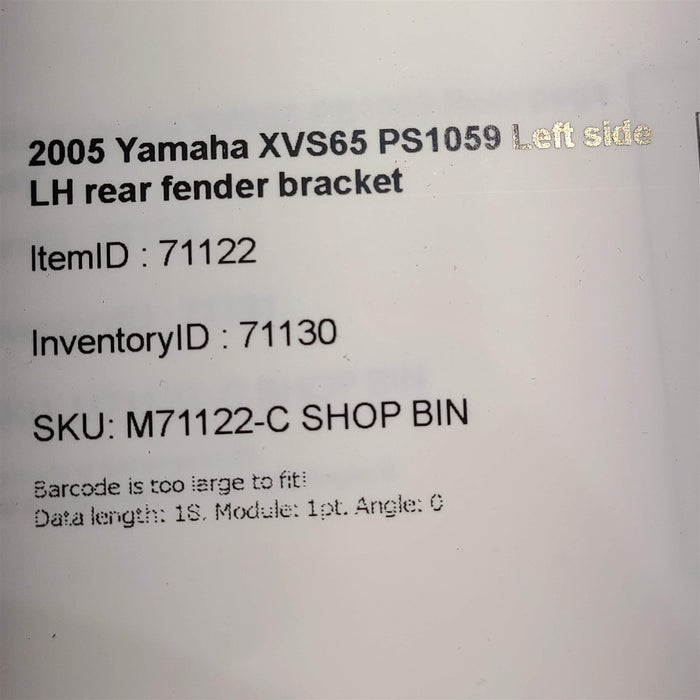 2005 Yamaha XVS65 PS1059 Left side
LH rear fender bracket
ItemID : 71122
InventoryID : 71130
SKU: M71122-C SHOP BIN
Barcode is too large to fit!
Data length: 18, Module: 1pt. Angle: 0